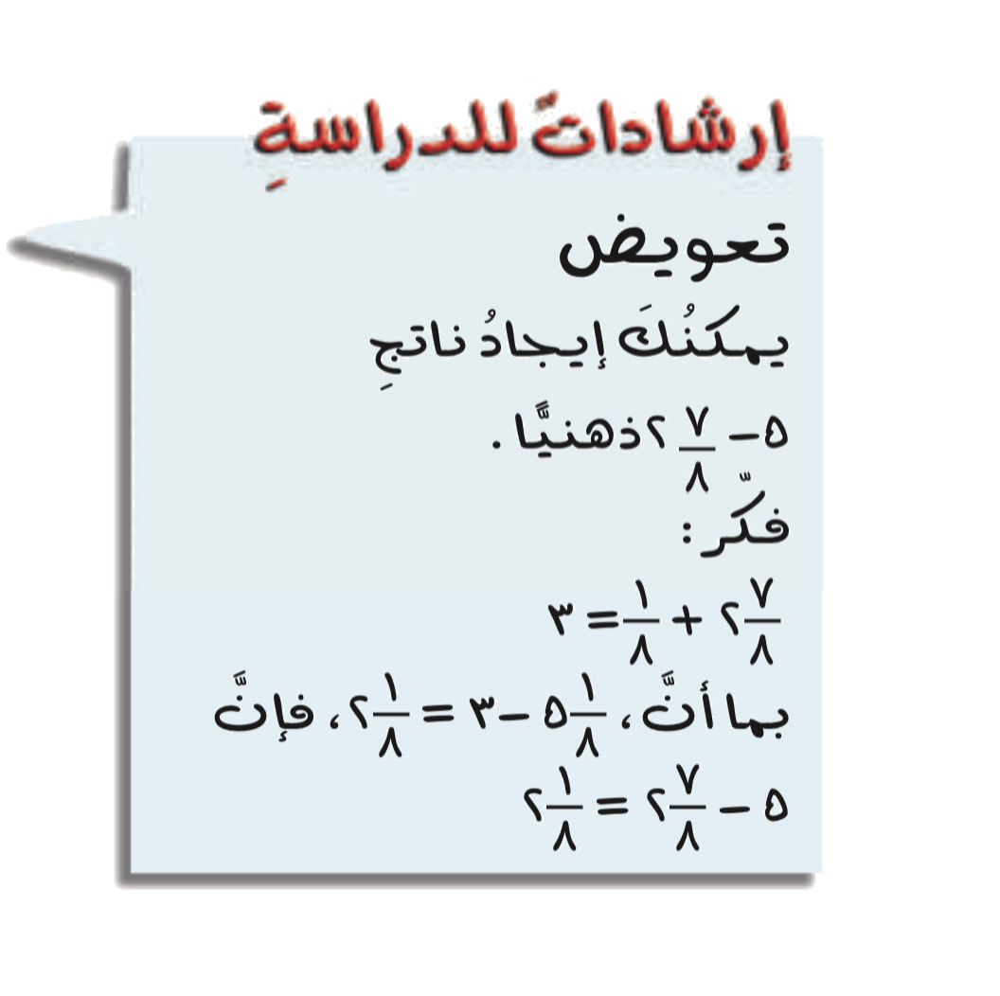 إرشاداتٌ للدراسةِ
تعويض
يمكنُكَ إيجادُ ناتجِ
٥ – ٢ ٧/٨ ذهنيًّا .
فكّر :
٢ ٧/٨ + ١/٨ = ٣
بما أنَّ ، ٥ ١/٨ – ٣ = ٢ ١/٨ ، فإنَّ
٥ – ٢ ٧/٨ = ٢ ١/٨